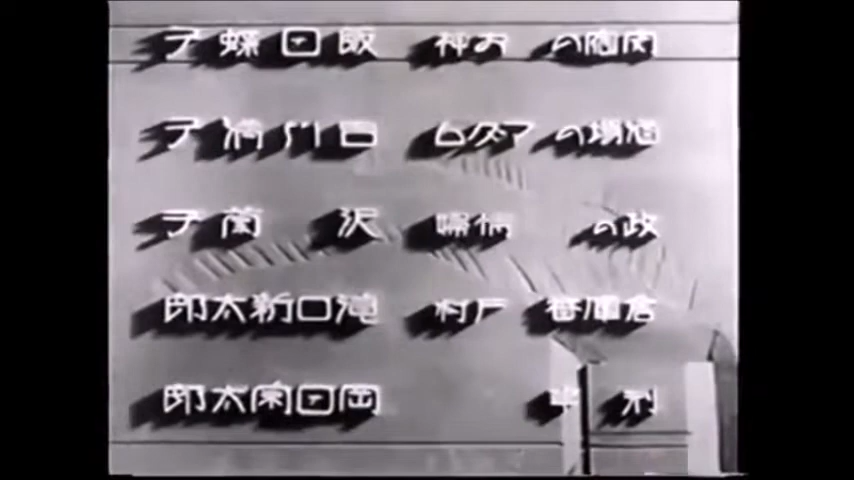 のお神 飯田蝶子
酒場のマダム 吉川満子
政の情婦 沢蘭子
倉庫番戸村 滝口新太郎
刑事 岡田宗太郎